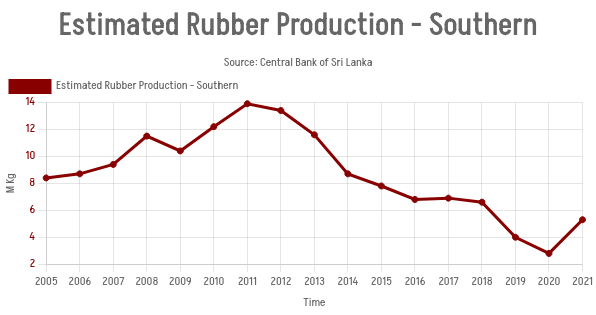 Estimated Rubber Production - Southern
Source: Central Bank of Sri Lanka
Estimated Rubber Production - Southern
14
12
10
8
6
4
2
M Kg
2005 2006 2007 2008 2009 2010 2011 2012 2013 2014 2015 2016 2017 2018 2019 2020 2021
Time